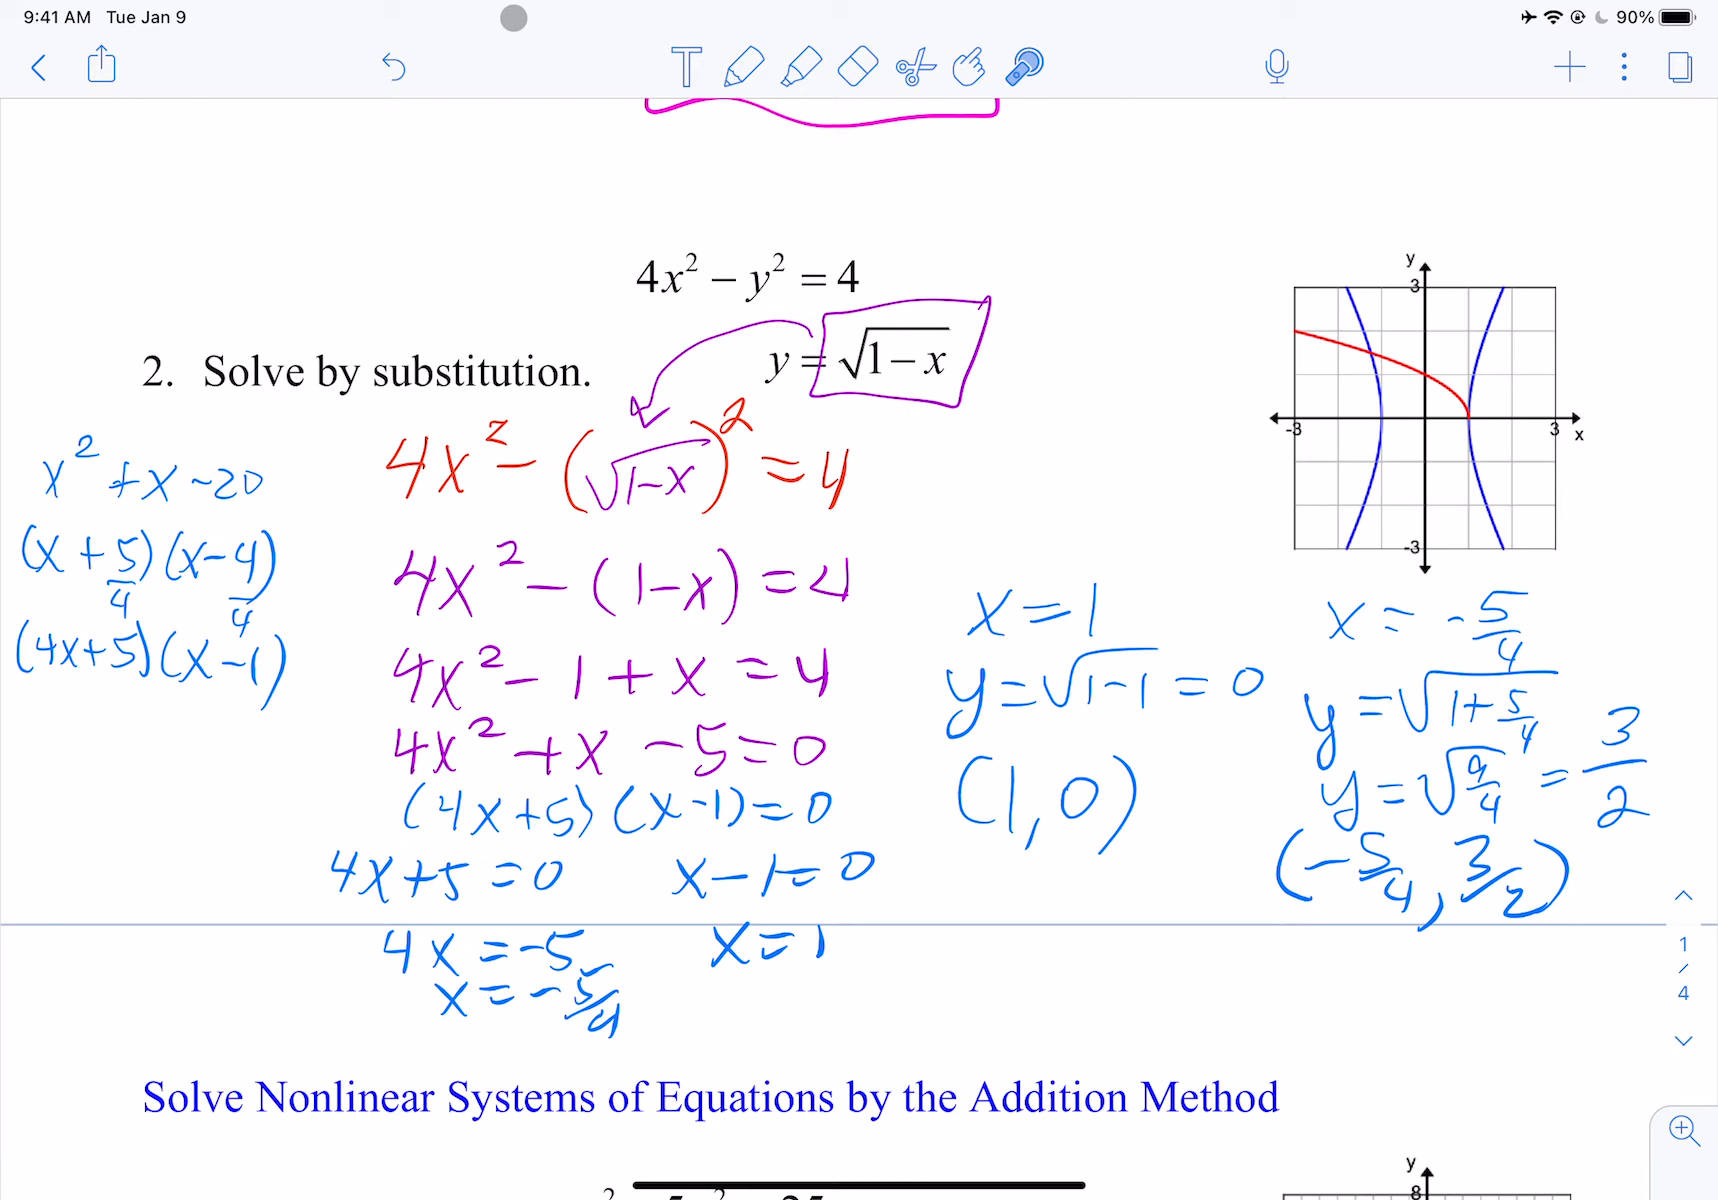 9:41 AM Tue Jan 9
90%
4x² − y² = 4
y = √(1 − x)
2. Solve by substitution.
4x² − (√(1−x))² = 4
4x² − (1−x) = 4
4x² − 1 + x = 4
4x² + x − 5 = 0
(4x+5)(x−1) = 0
4x+5 = 0 x−1 = 0
4x = −5 x = 1
x = −5/4
x² + x − 20
(x + 5/4)(x − 4/4)
(4x+5)(x−1)
x = 1
y = √(1−1) = 0
(1, 0)
x = −5/4
y = √(1 + 5/4)
y = √(9/4) = 3/2
(−5/4, 3/2)
y
3
-3
3
x
-3
1
/
4
Solve Nonlinear Systems of Equations by the Addition Method
y
8